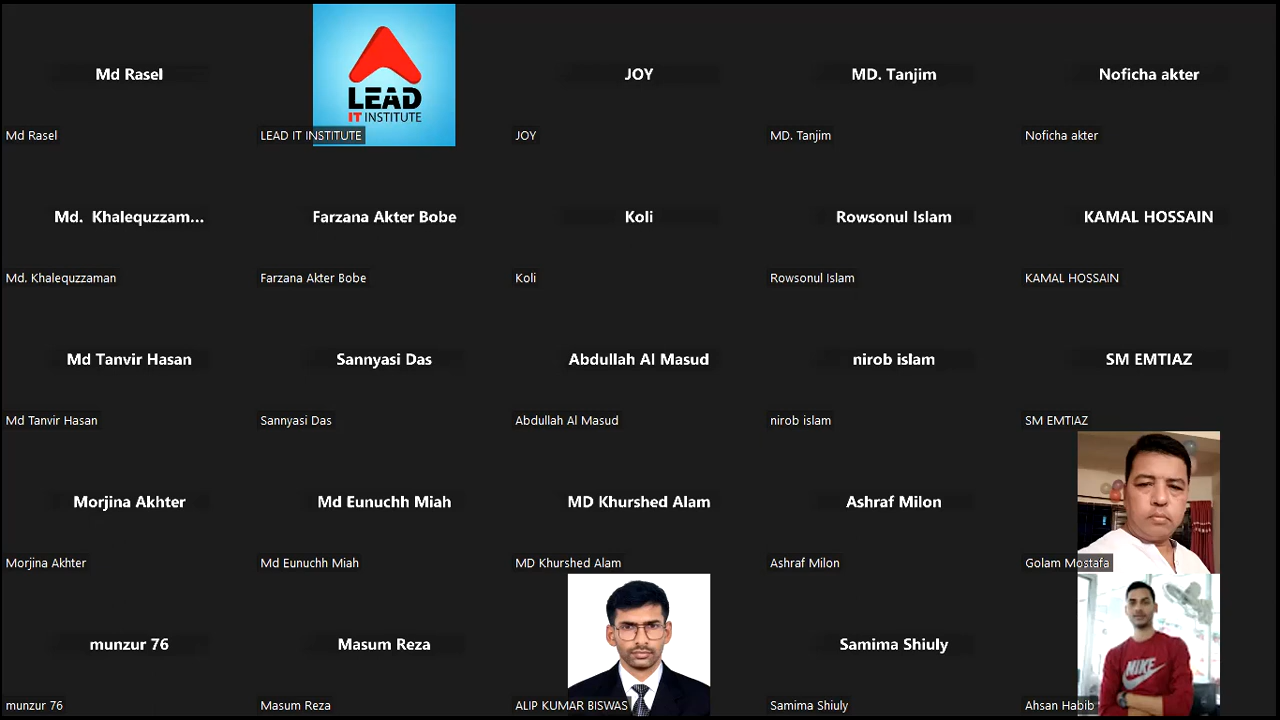 Md Rasel
LEAD
IT INSTITUTE
JOY
MD. Tanjim
Noficha akter
Md Rasel
LEAD IT INSTITUTE
JOY
MD. Tanjim
Noficha akter
Md. Khalequzzam...
Farzana Akter Bobe
Koli
Rowsonul Islam
KAMAL HOSSAIN
Md. Khalequzzaman
Farzana Akter Bobe
Koli
Rowsonul Islam
KAMAL HOSSAIN
Md Tanvir Hasan
Sannyasi Das
Abdullah Al Masud
nirob islam
SM EMTIAZ
Md Tanvir Hasan
Sannyasi Das
Abdullah Al Masud
nirob islam
SM EMTIAZ
Morjina Akhter
Md Eunuchh Miah
MD Khurshed Alam
Ashraf Milon
Morjina Akhter
Md Eunuchh Miah
MD Khurshed Alam
Ashraf Milon
Golam Mostafa
munzur 76
Masum Reza
Samima Shiuly
NIKE
munzur 76
Masum Reza
ALIP KUMAR BISWAS
Samima Shiuly
Ahsan Habib